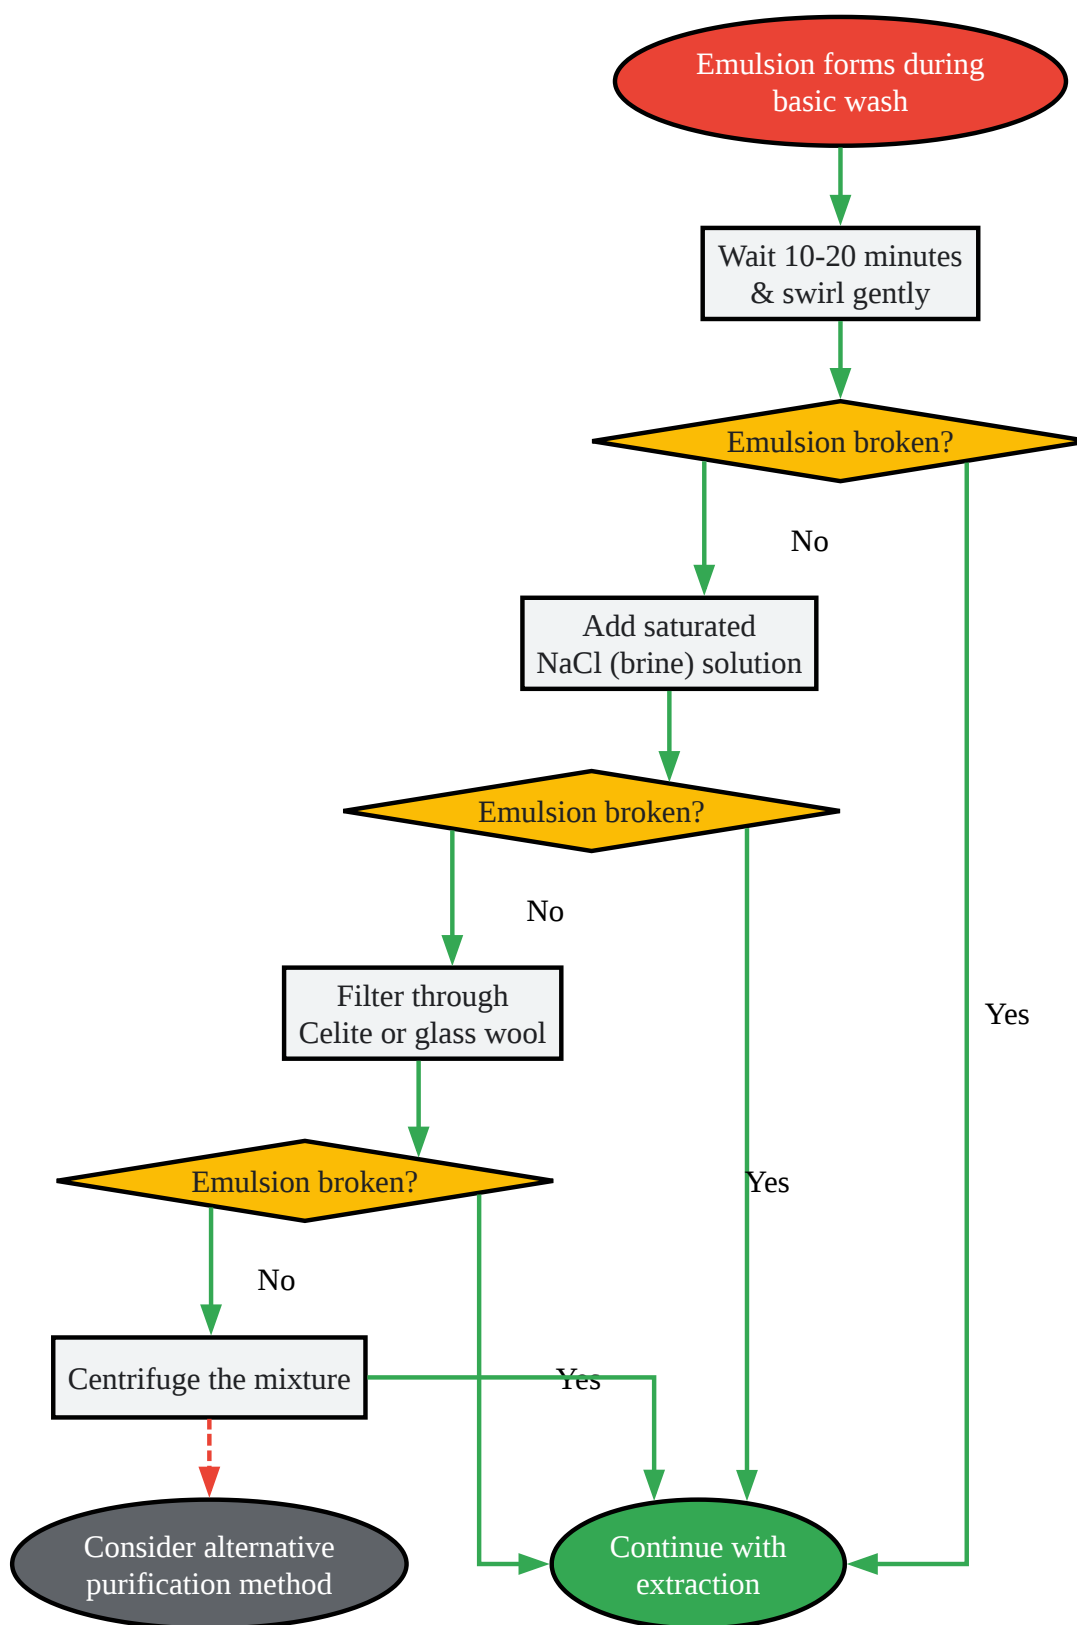 Emulsion forms during
basic wash
Wait 10-20 minutes
& swirl gently
Emulsion broken?
No
Add saturated
NaCl (brine) solution
Emulsion broken?
No
Filter through
Celite or glass wool
Yes
Emulsion broken?
Yes
No
Centrifuge the mixture
Yes
Consider alternative
purification method
Continue with
extraction